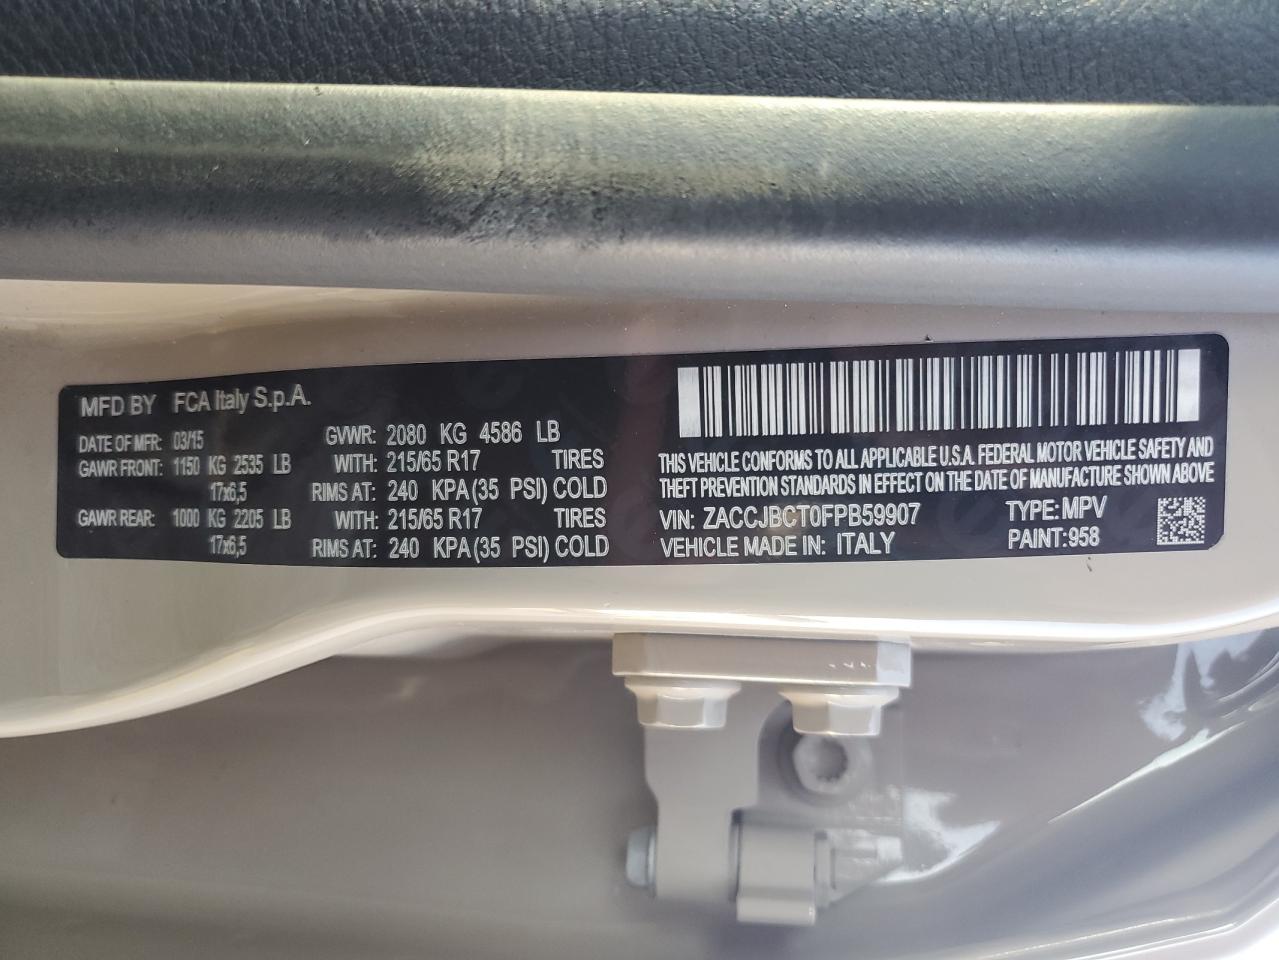 MFD BY FCA Italy S.p.A.
DATE OF MFR: 03/15 GVWR: 2080 KG 4586 LB
GAWR FRONT: 1150 KG 2535 LB WITH: 215/65 R17 TIRES
17x6,5 RIMS AT: 240 KPA(35 PSI) COLD
GAWR REAR: 1000 KG 2205 LB WITH: 215/65 R17 TIRES
17x6,5 RIMS AT: 240 KPA(35 PSI) COLD
THIS VEHICLE CONFORMS TO ALL APPLICABLE U.S.A. FEDERAL MOTOR VEHICLE SAFETY AND
THEFT PREVENTION STANDARDS IN EFFECT ON THE DATE OF MANUFACTURE SHOWN ABOVE
VIN: ZACCJBCT0FPB59907 TYPE: MPV
VEHICLE MADE IN: ITALY PAINT: 958